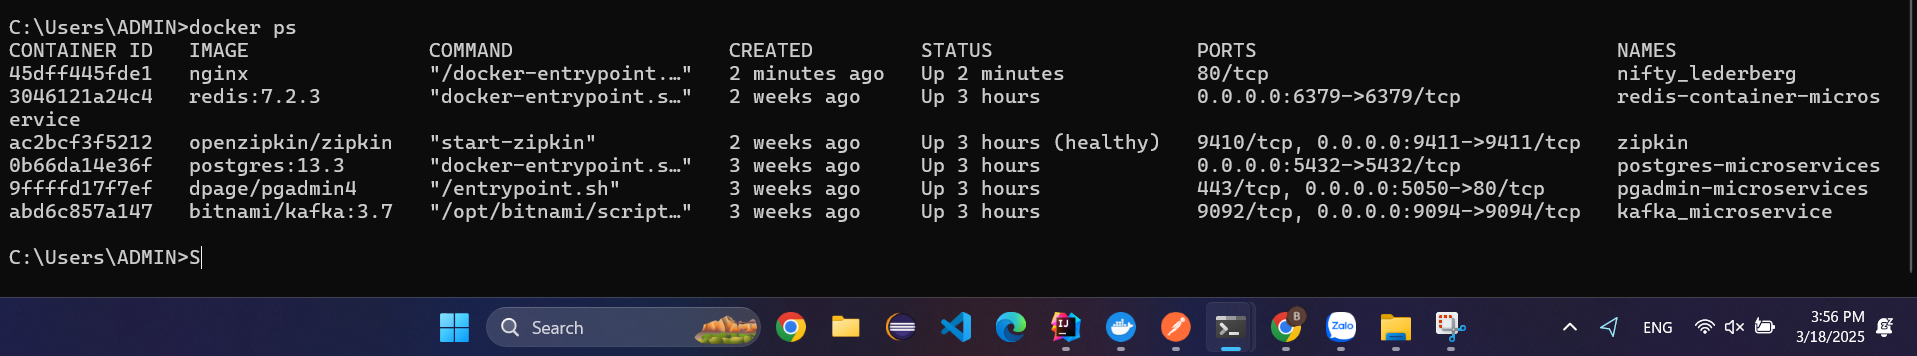 C:\Users\ADMIN>docker ps
CONTAINER ID   IMAGE               COMMAND                  CREATED         STATUS                 PORTS                              NAMES
45dff445fde1   nginx               "/docker-entrypoint.…"   2 minutes ago   Up 2 minutes           80/tcp                             nifty_lederberg
3046121a24c4   redis:7.2.3         "docker-entrypoint.s…"   2 weeks ago     Up 3 hours             0.0.0.0:6379->6379/tcp             redis-container-micros
ervice
ac2bcf3f5212   openzipkin/zipkin   "start-zipkin"           2 weeks ago     Up 3 hours (healthy)   9410/tcp, 0.0.0.0:9411->9411/tcp   zipkin
0b66da14e36f   postgres:13.3       "docker-entrypoint.s…"   3 weeks ago     Up 3 hours             0.0.0.0:5432->5432/tcp             postgres-microservices
9ffffd17f7ef   dpage/pgadmin4      "/entrypoint.sh"         3 weeks ago     Up 3 hours             443/tcp, 0.0.0.0:5050->80/tcp      pgadmin-microservices
abd6c857a147   bitnami/kafka:3.7   "/opt/bitnami/script…"   3 weeks ago     Up 3 hours             9092/tcp, 0.0.0.0:9094->9094/tcp   kafka_microservice
C:\Users\ADMIN>S
Search
IJ
B
Zalo
ENG
3:56 PM
3/18/2025